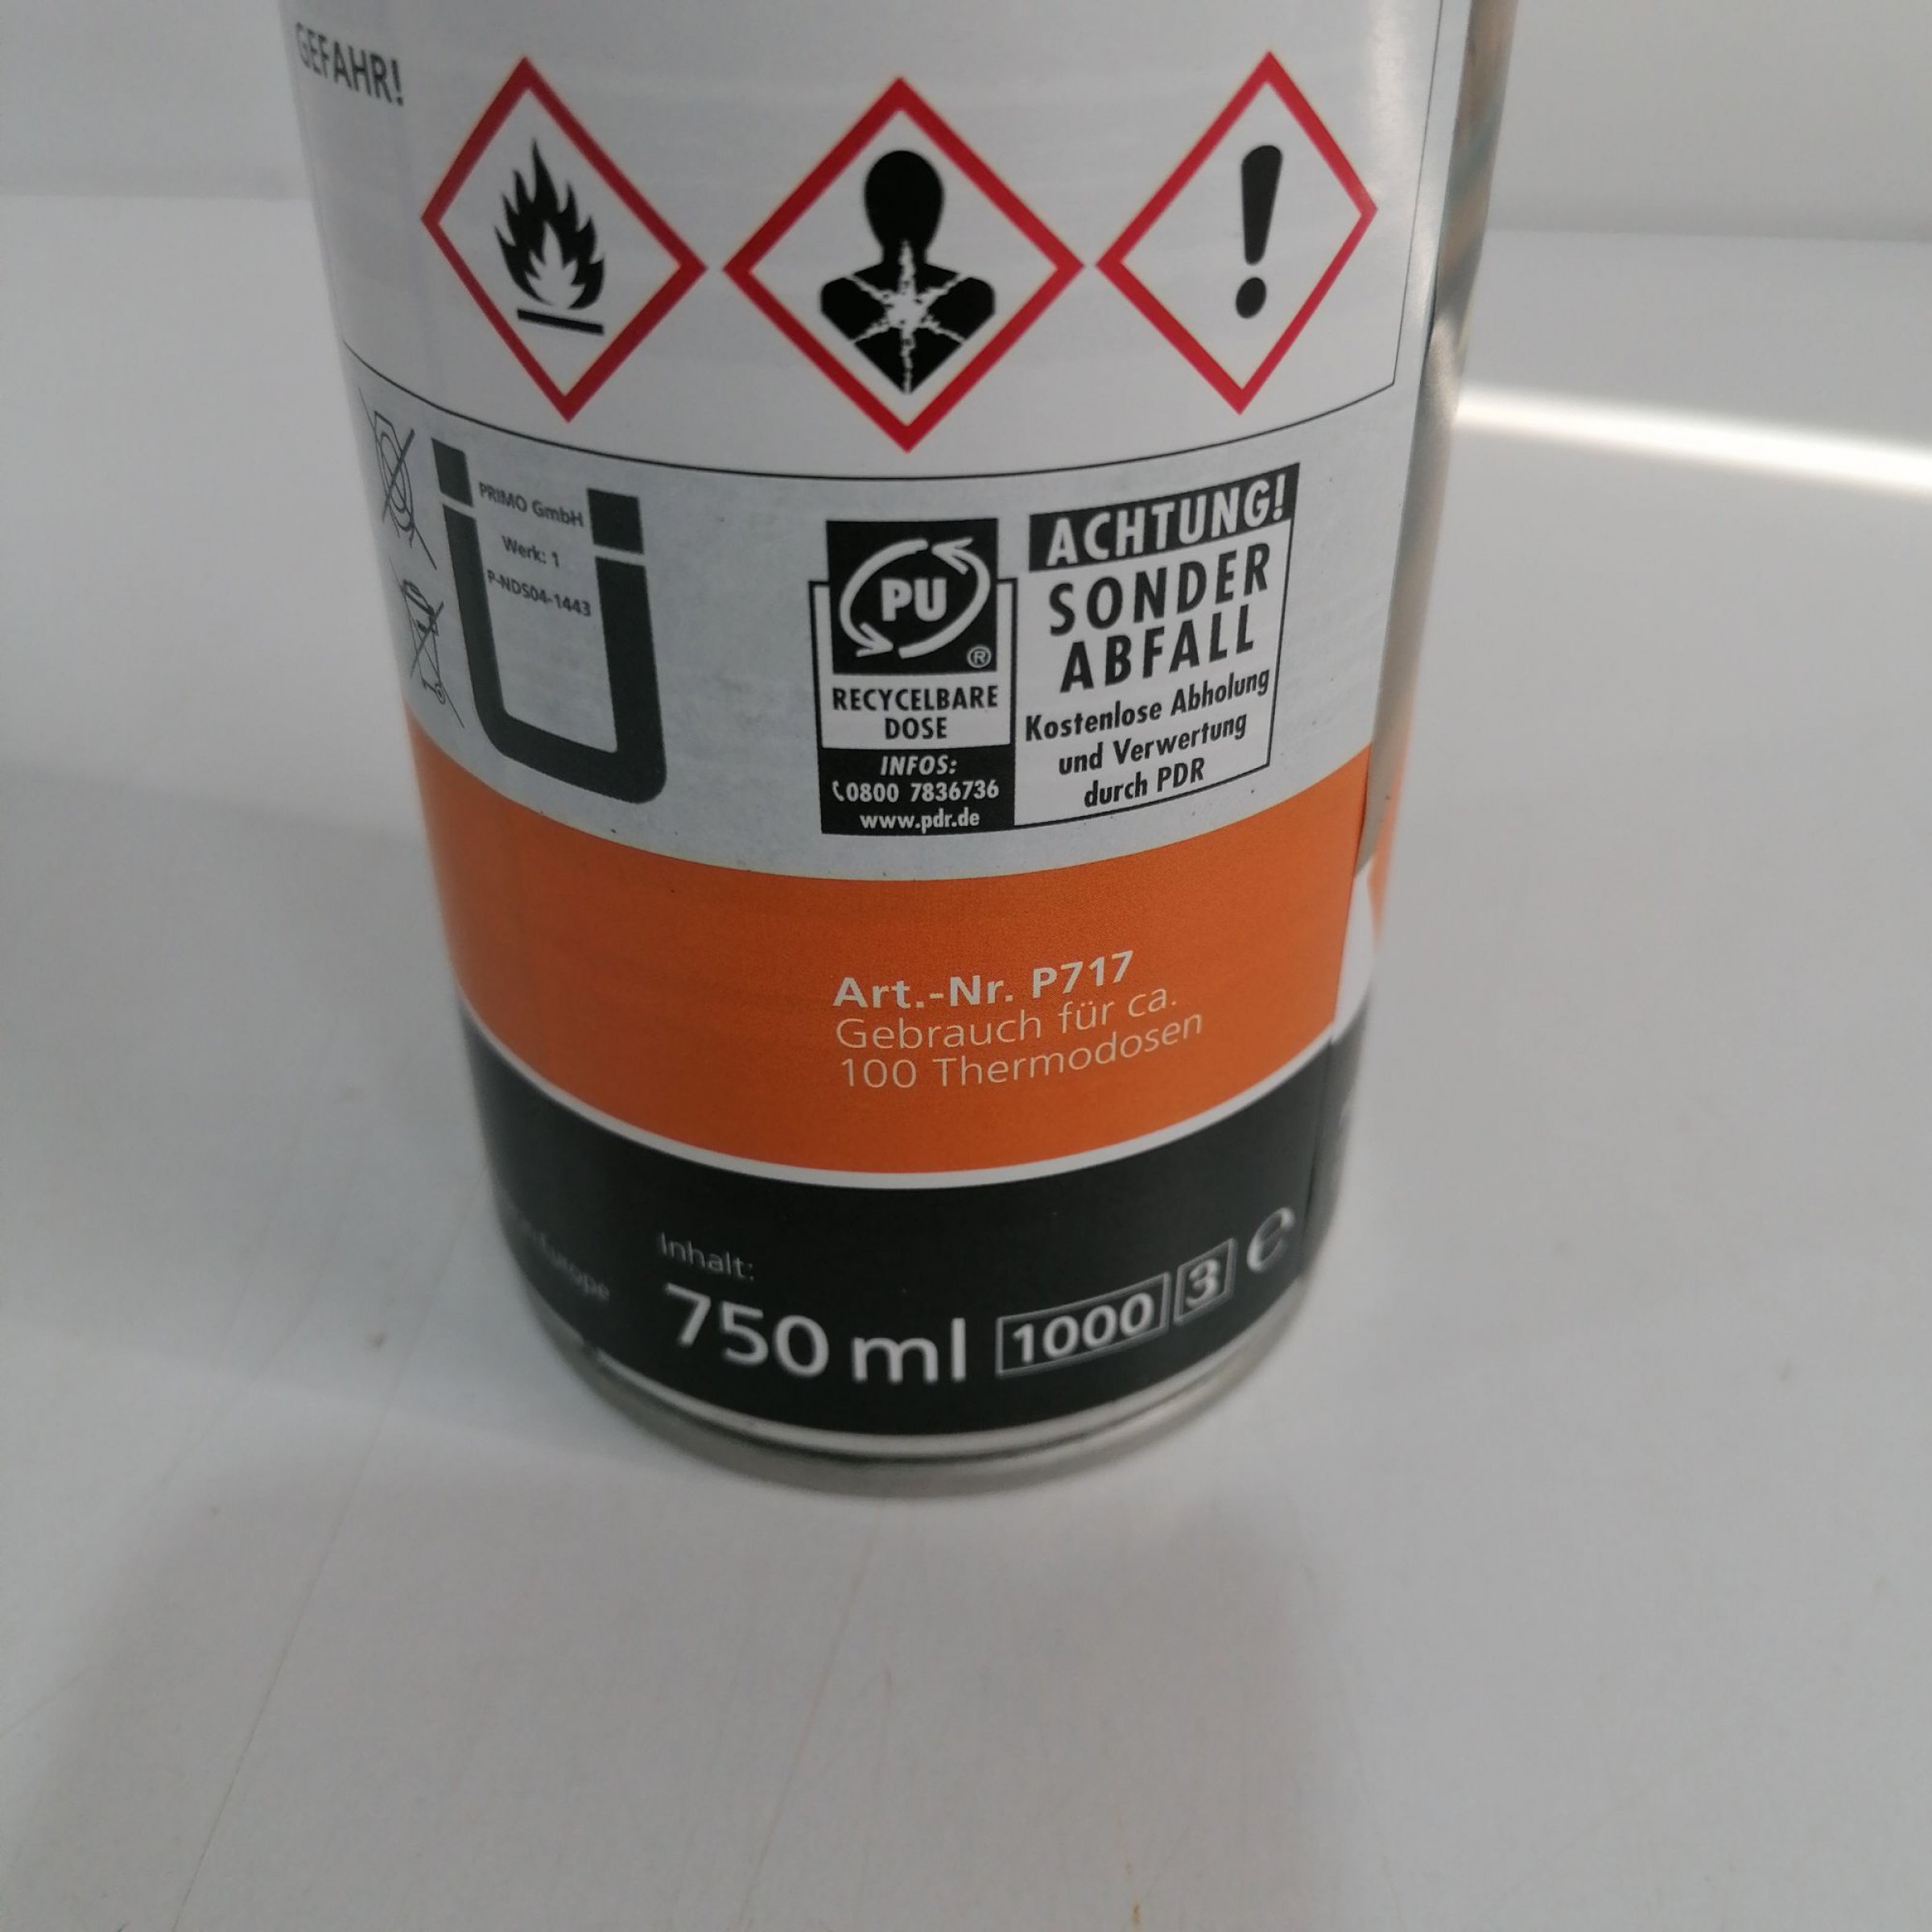 GEFAHR!
PRIMO GmbH
Werk: 1
P-NDS04-1443
PU
®
RECYCELBARE
DOSE
INFOS:
0800 7836736
www.pdr.de
ACHTUNG!
SONDER
ABFALL
Kostenlose Abholung
und Verwertung
durch PDR
Art.-Nr. P717
Gebrauch für ca.
100 Thermodosen
Inhalt:
750 ml 1000 3 e